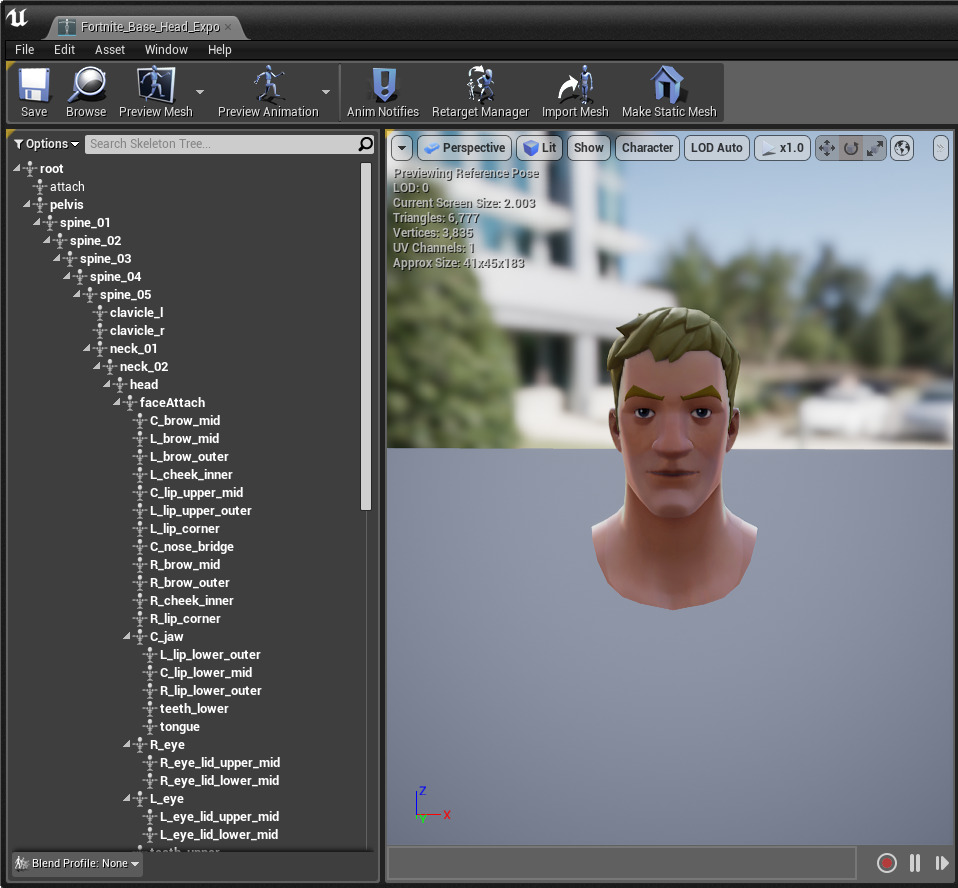 Fortnite_Base_Head_Expo
File Edit Asset Window Help
Save Browse Preview Mesh Preview Animation Anim Notifies Retarget Manager Import Mesh Make Static Mesh
Options Search Skeleton Tree...
root
attach
pelvis
spine_01
spine_02
spine_03
spine_04
spine_05
clavicle_l
clavicle_r
neck_01
neck_02
head
faceAttach
C_brow_mid
L_brow_mid
L_brow_outer
L_cheek_inner
C_lip_upper_mid
L_lip_upper_outer
L_lip_corner
C_nose_bridge
R_brow_mid
R_brow_outer
R_cheek_inner
R_lip_corner
C_jaw
L_lip_lower_outer
C_lip_lower_mid
R_lip_lower_outer
teeth_lower
tongue
R_eye
R_eye_lid_upper_mid
R_eye_lid_lower_mid
L_eye
L_eye_lid_upper_mid
L_eye_lid_lower_mid
teeth_upper
Blend Profile: None
Perspective Lit Show Character LOD Auto x1.0
Previewing Reference Pose
LOD: 0
Current Screen Size: 2.003
Triangles: 6,777
Vertices: 3,835
UV Channels: 1
Approx Size: 41x45x183
Z
Y X